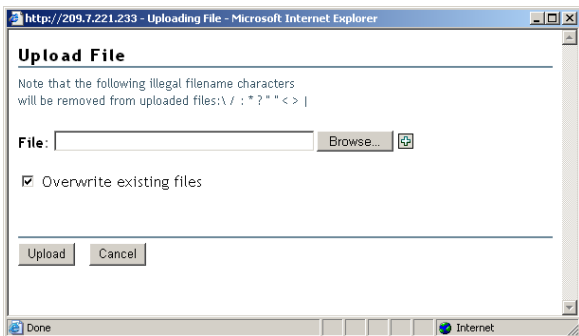 http://209.7.221.233 - Uploading File - Microsoft Internet Explorer
Upload File
Note that the following illegal filename characters
will be removed from uploaded files:\ / : * ? " " < > |
File: Browse...
Overwrite existing files
Upload Cancel
Done Internet